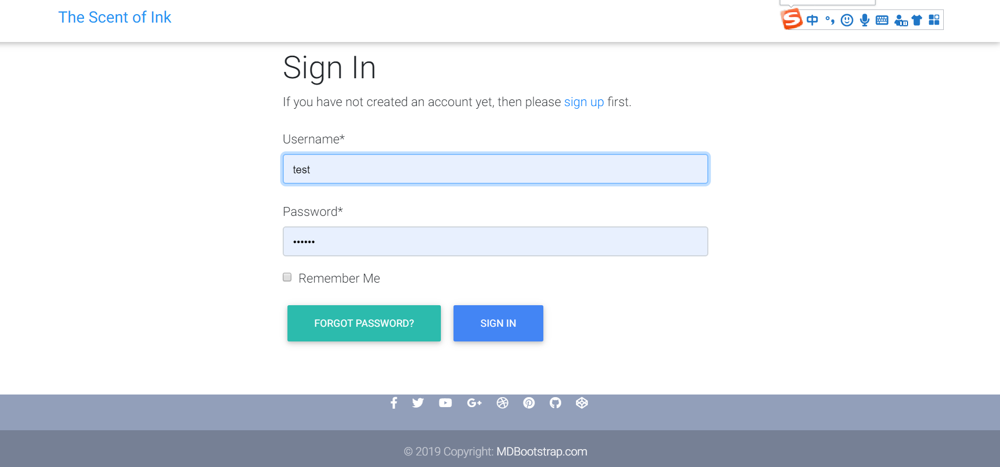 The Scent of Ink
中
Sign In
If you have not created an account yet, then please sign up first.
Username*
test
Password*
••••••
Remember Me
FORGOT PASSWORD?
SIGN IN
© 2019 Copyright: MDBootstrap.com